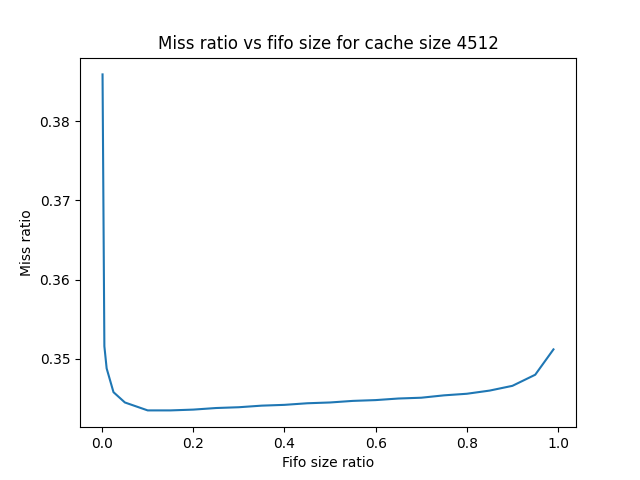 Miss ratio vs fifo size for cache size 4512
0.38
0.37
0.36
0.35
Miss ratio
0.0 0.2 0.4 0.6 0.8 1.0
Fifo size ratio